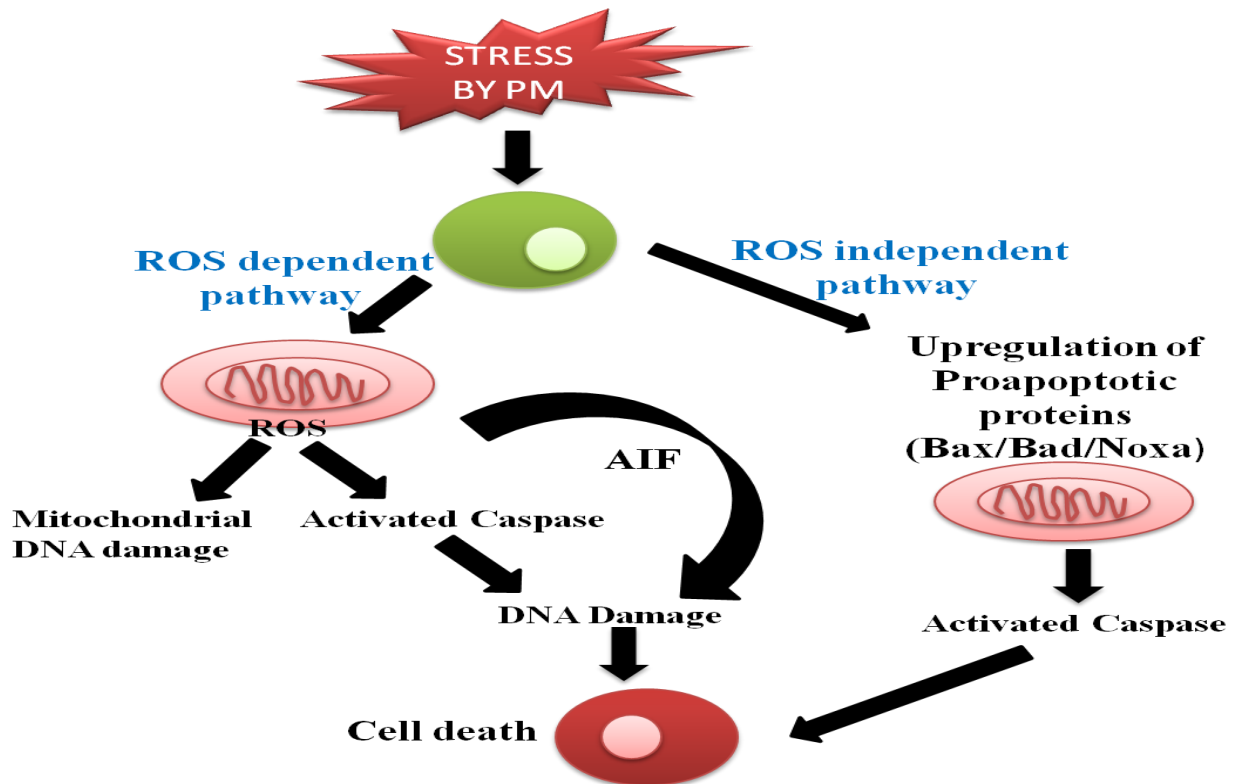 STRESS
BY PM
ROS dependent
pathway
ROS independent
pathway
Upregulation of
Proapoptotic
proteins
(Bax/Bad/Noxa)
ROS
AIF
Mitochondrial
DNA damage
Activated Caspase
DNA Damage
Activated Caspase
Cell death